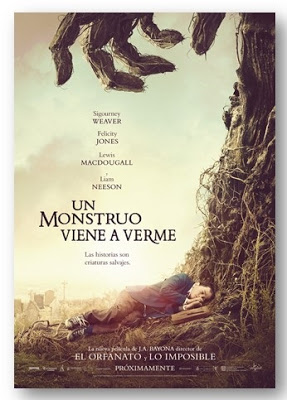 Sigourney
WEAVER
Felicity
JONES
Lewis
MACDOUGALL
y
Liam
NEESON
UN
MONSTRUO
VIENE A VERME
Las historias son
criaturas salvajes.
La nueva película de J.A. BAYONA director de
EL ORFANATO Y LO IMPOSIBLE
PRÓXIMAMENTE